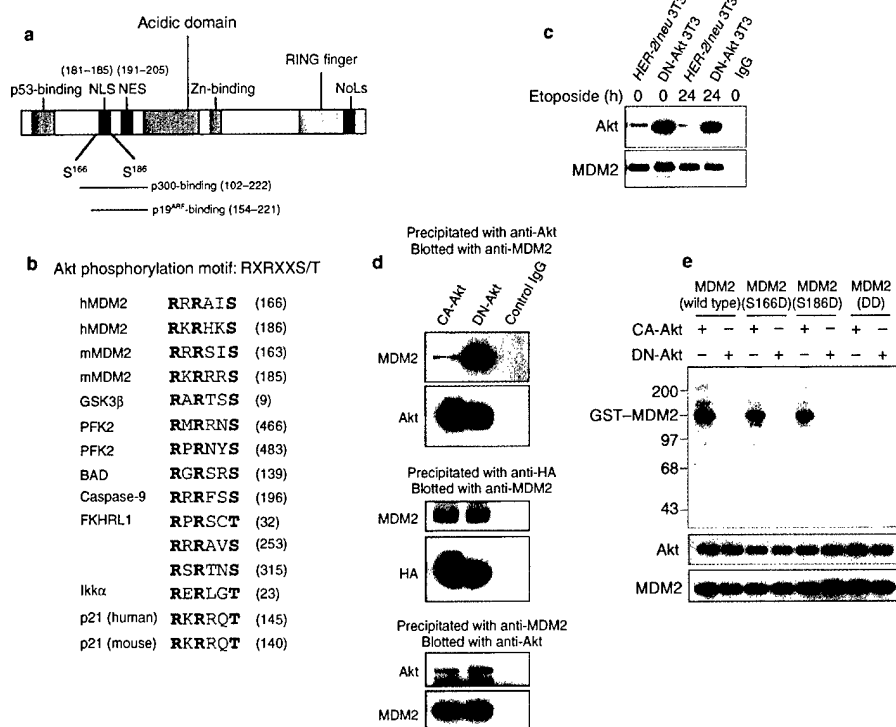 a
Acidic domain
(181–185) (191–205)
RING finger
p53-binding NLS NES Zn-binding NoLs
S166 S186
p300-binding (102–222)
p19ARF-binding (154–221)
b Akt phosphorylation motif: RXRXXS/T
hMDM2 RRRAIS (166)
hMDM2 RKRHKS (186)
mMDM2 RRRSIS (163)
mMDM2 RKRRRS (185)
GSK3β RARTSS (9)
PFK2 RMRRNS (466)
PFK2 RPRNYS (483)
BAD RGRSRS (139)
Caspase-9 RRRFSS (196)
FKHRL1 RPRSCT (32)
RRRAVS (253)
RSRTNS (315)
Ikkα RERLGT (23)
p21 (human) RKRRQT (145)
p21 (mouse) RKRRQT (140)
c
HER-2/neu 3T3
DN-Akt 3T3
HER-2/neu 3T3
DN-Akt 3T3
IgG
Etoposide (h) 0 0 24 24 0
Akt
MDM2
d
Precipitated with anti-Akt
Blotted with anti-MDM2
CA-Akt
DN-Akt
Control IgG
MDM2
Akt
Precipitated with anti-HA
Blotted with anti-MDM2
MDM2
HA
Precipitated with anti-MDM2
Blotted with anti-Akt
Akt
MDM2
e
MDM2 MDM2 MDM2 MDM2
(wild type) (S166D) (S186D) (DD)
CA-Akt + – + – + – + –
DN-Akt – + – + – + – +
200
GST–MDM2
97
68
43
Akt
MDM2